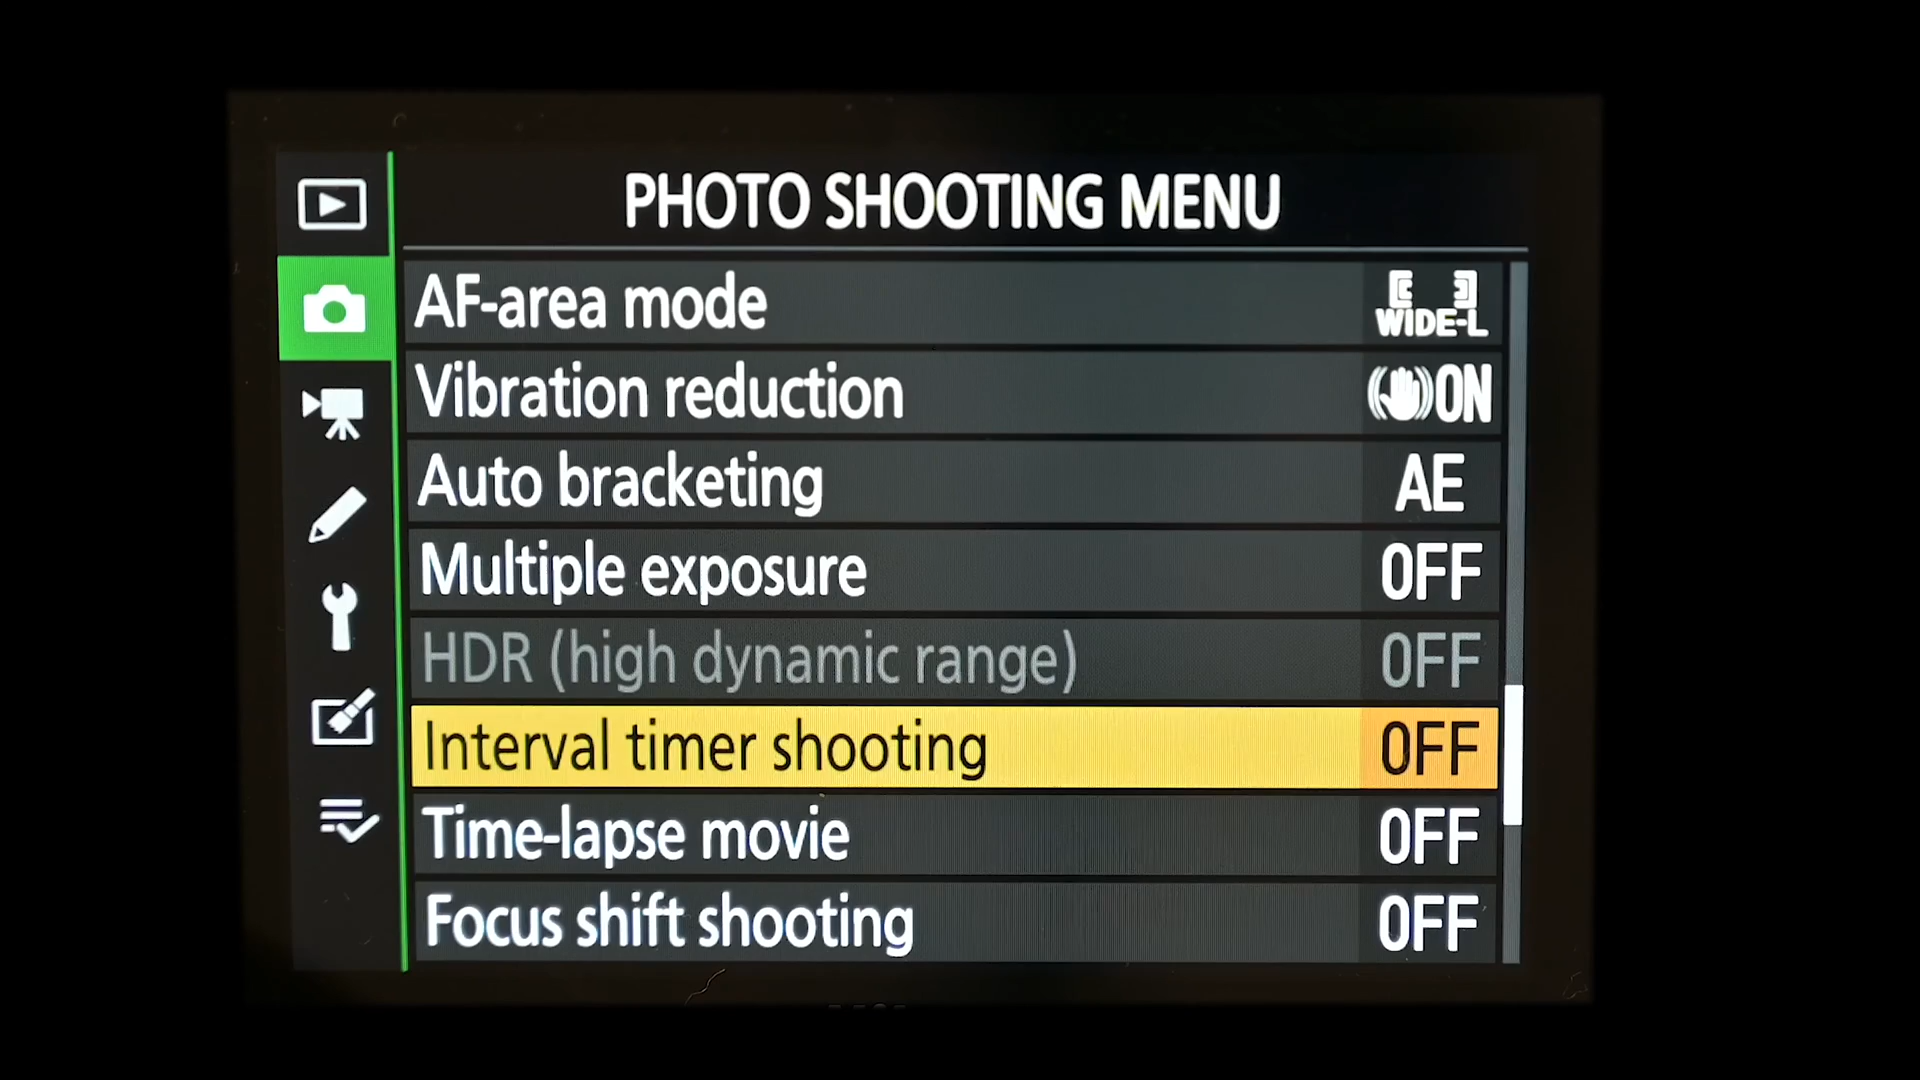 PHOTO SHOOTING MENU
AF-area mode WIDE-L
Vibration reduction ON
Auto bracketing AE
Multiple exposure OFF
HDR (high dynamic range) OFF
Interval timer shooting OFF
Time-lapse movie OFF
Focus shift shooting OFF